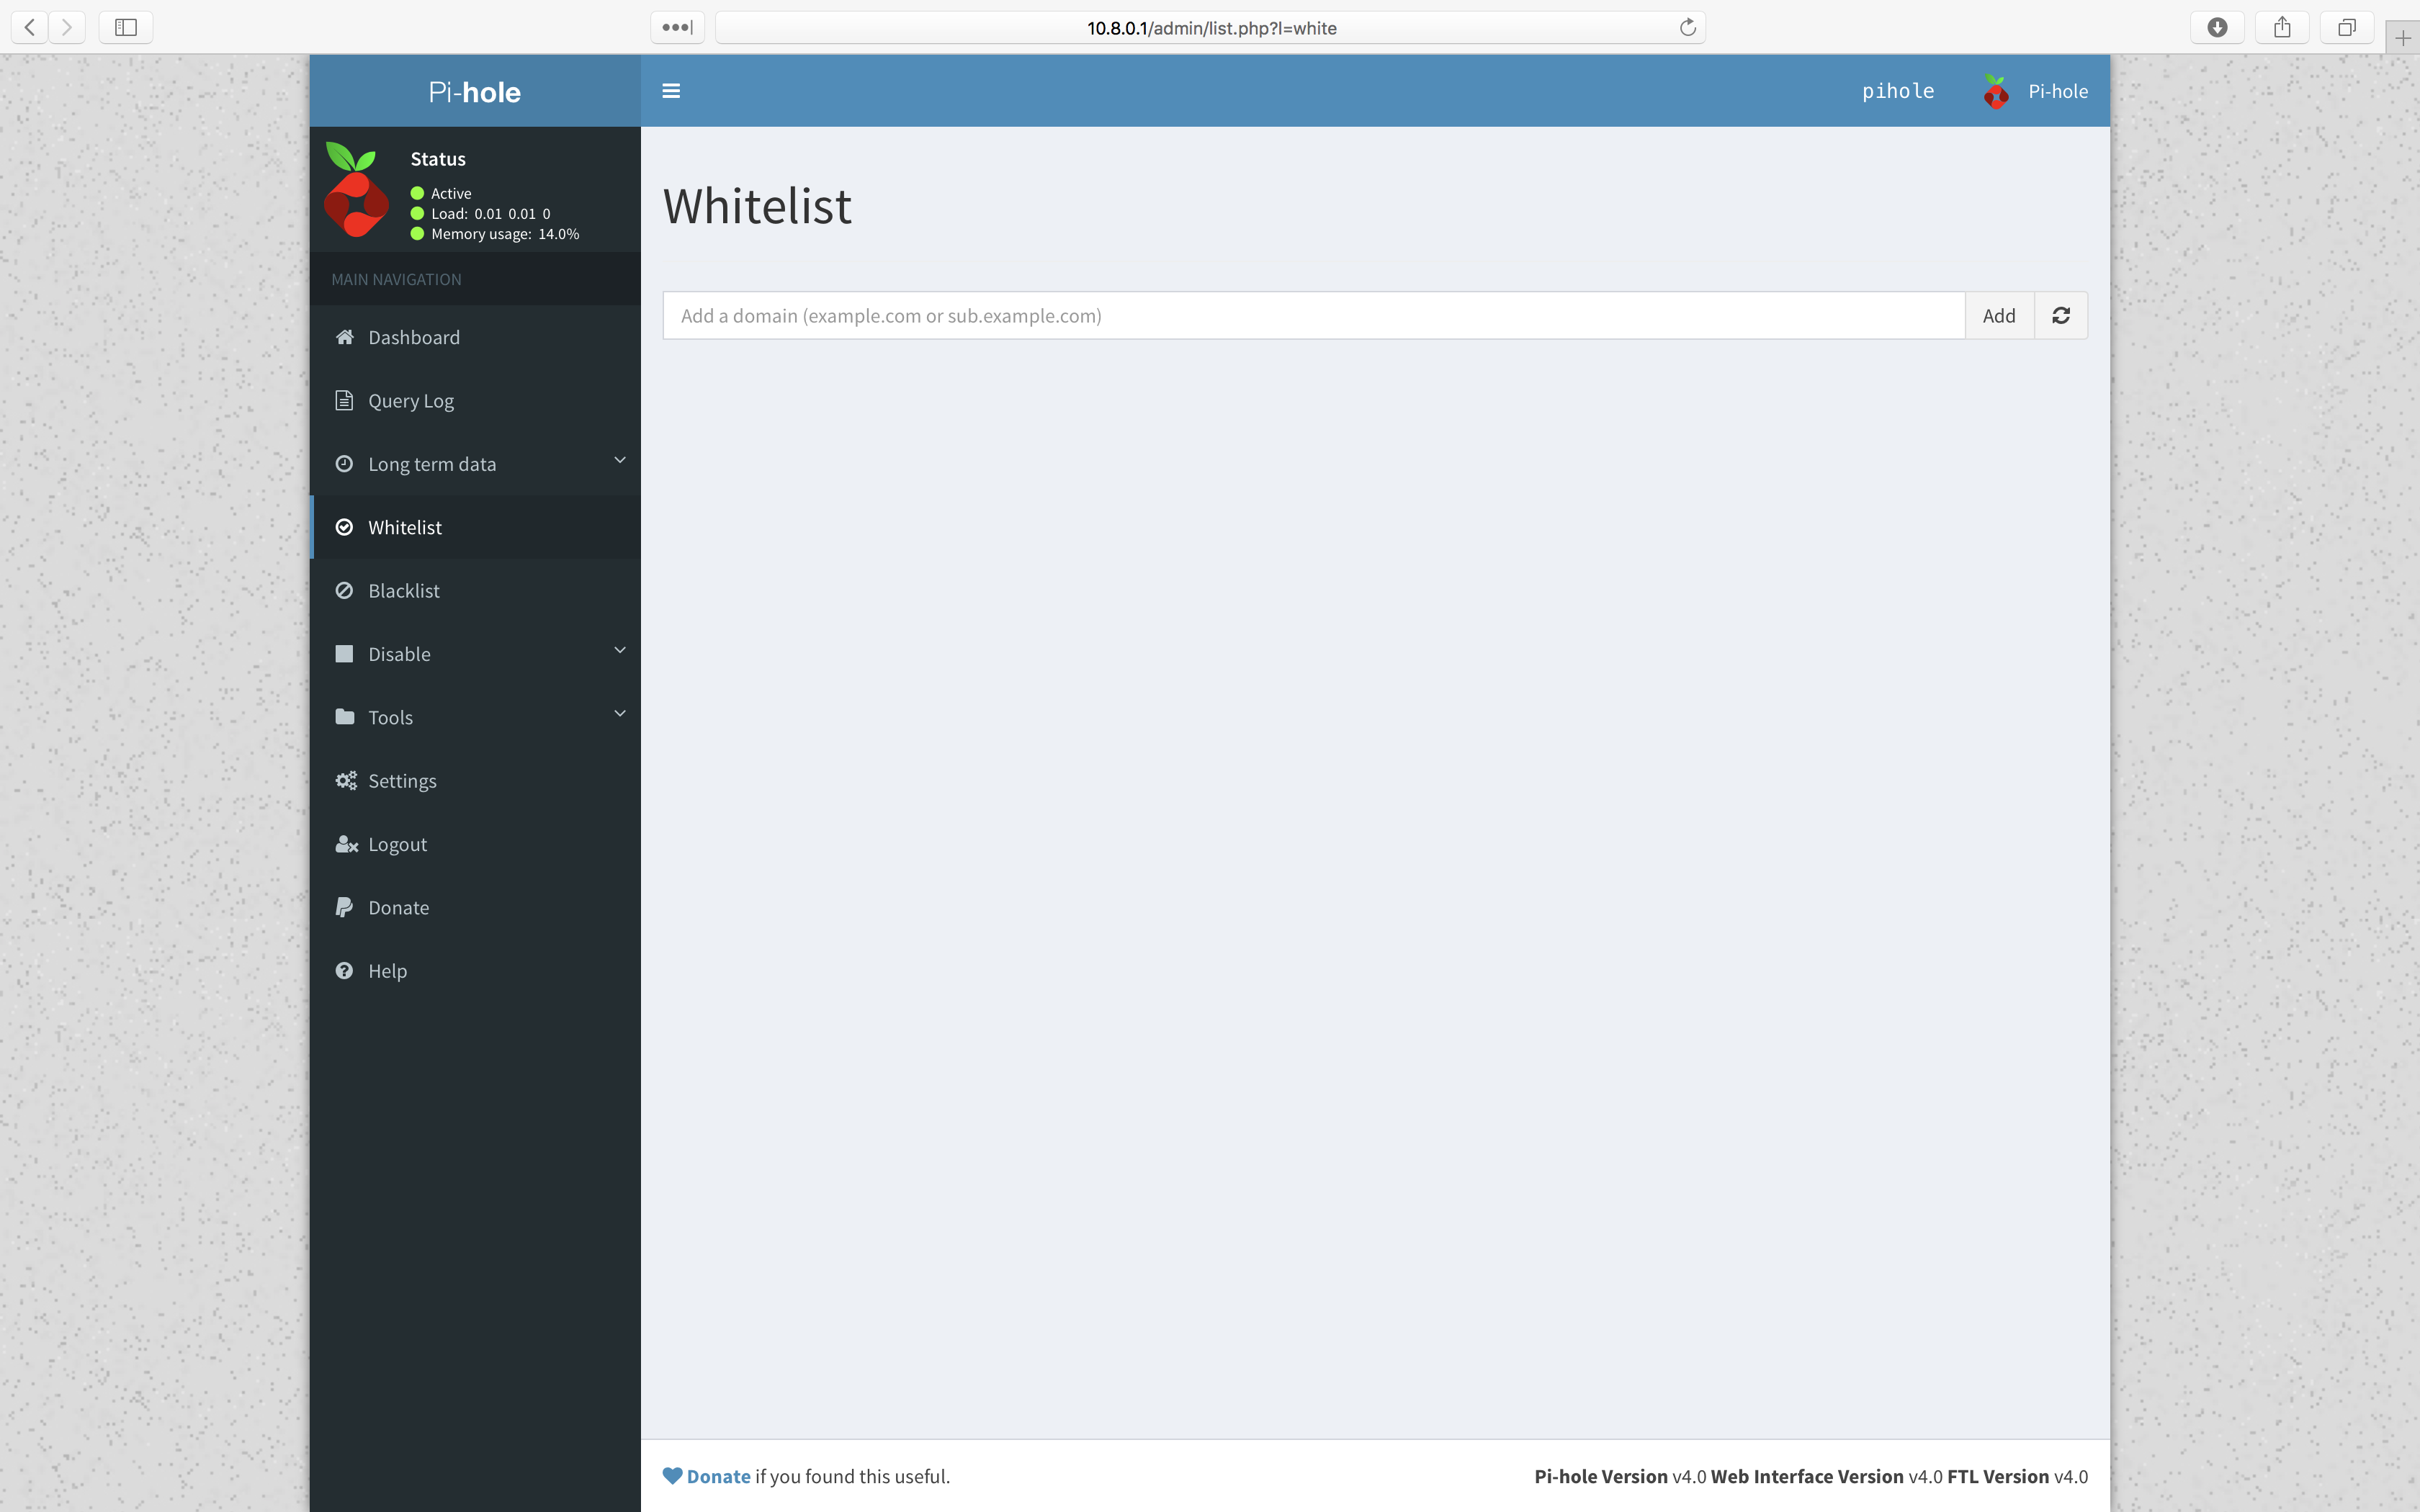 10.8.0.1/admin/list.php?l=white
Pi-hole
pihole
Pi-hole
Status
Active
Load: 0.01 0.01 0
Memory usage: 14.0%
MAIN NAVIGATION
Dashboard
Query Log
Long term data
Whitelist
Blacklist
Disable
Tools
Settings
Logout
Donate
Help
Whitelist
Add a domain (example.com or sub.example.com)
Add
Donate if you found this useful.
Pi-hole Version v4.0 Web Interface Version v4.0 FTL Version v4.0